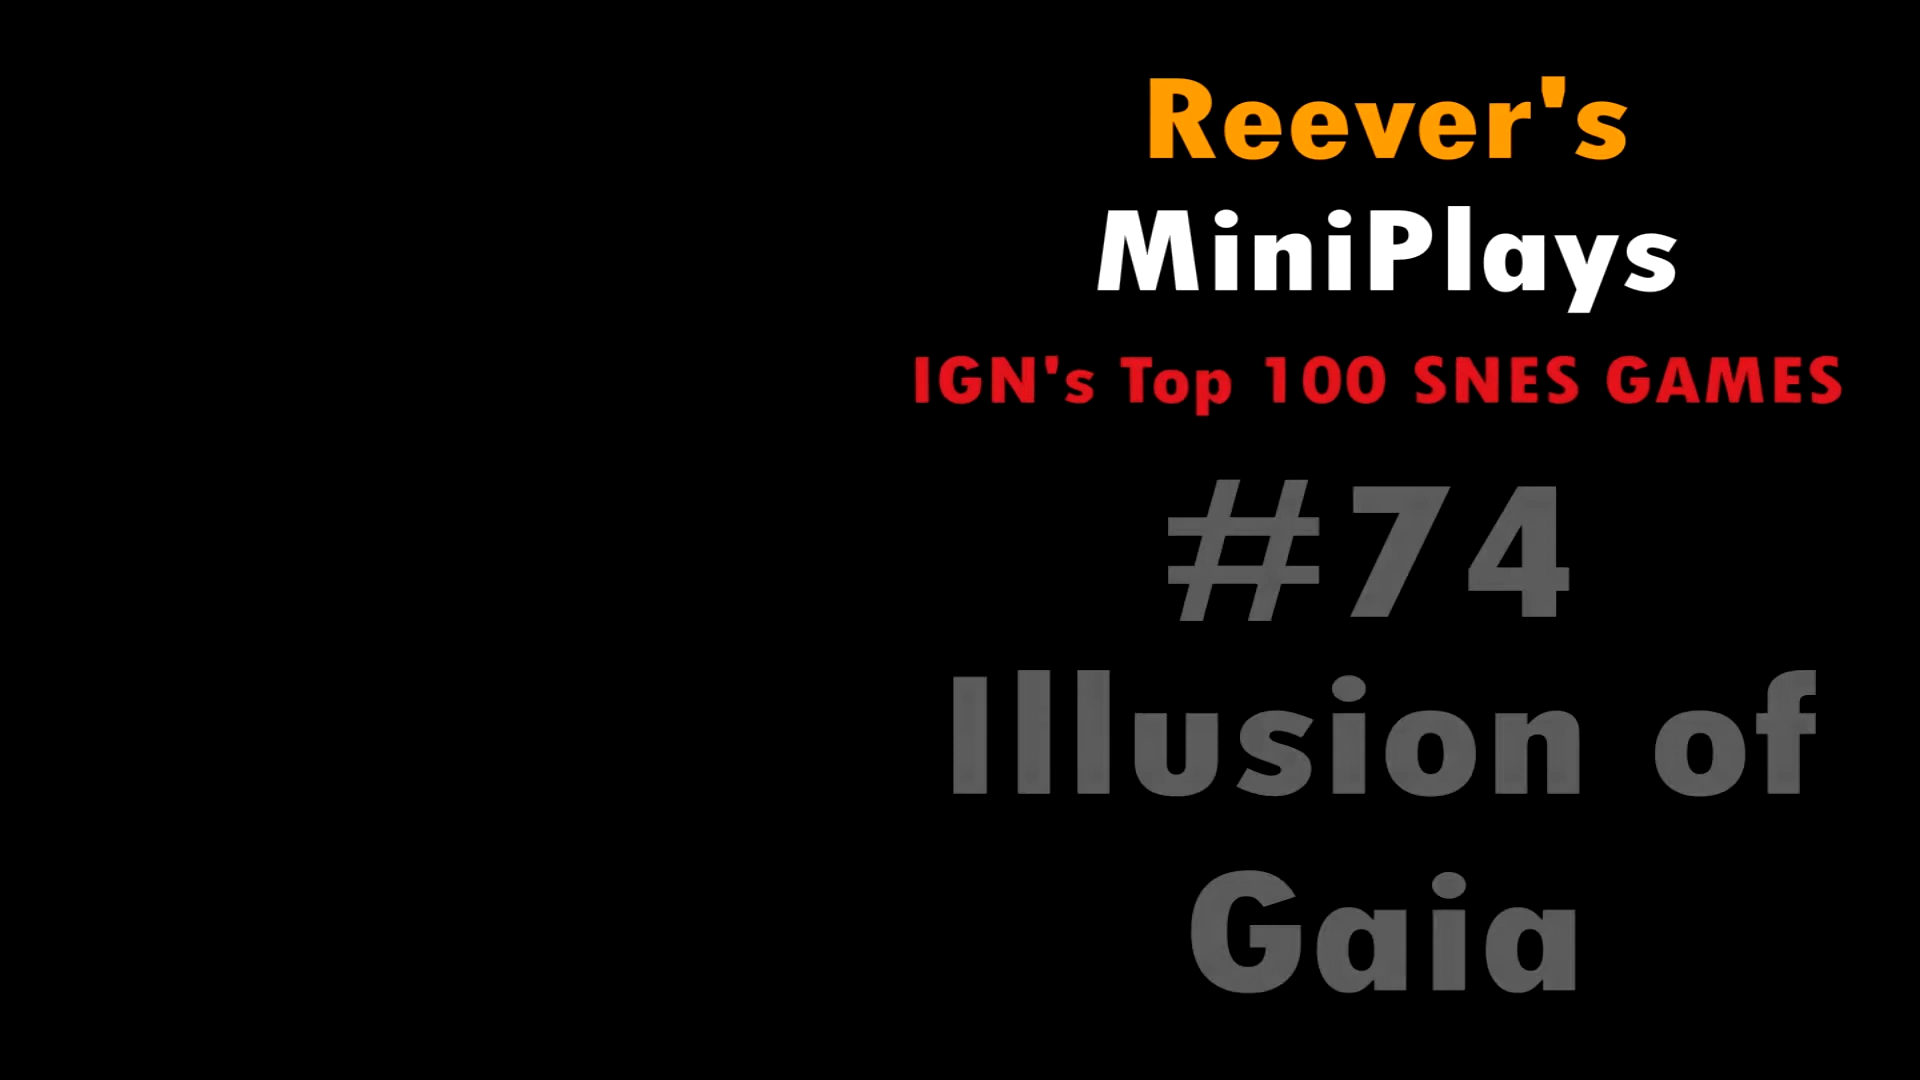 Reever's
MiniPlays
IGN's Top 100 SNES GAMES
#74
Illusion of
Gaia